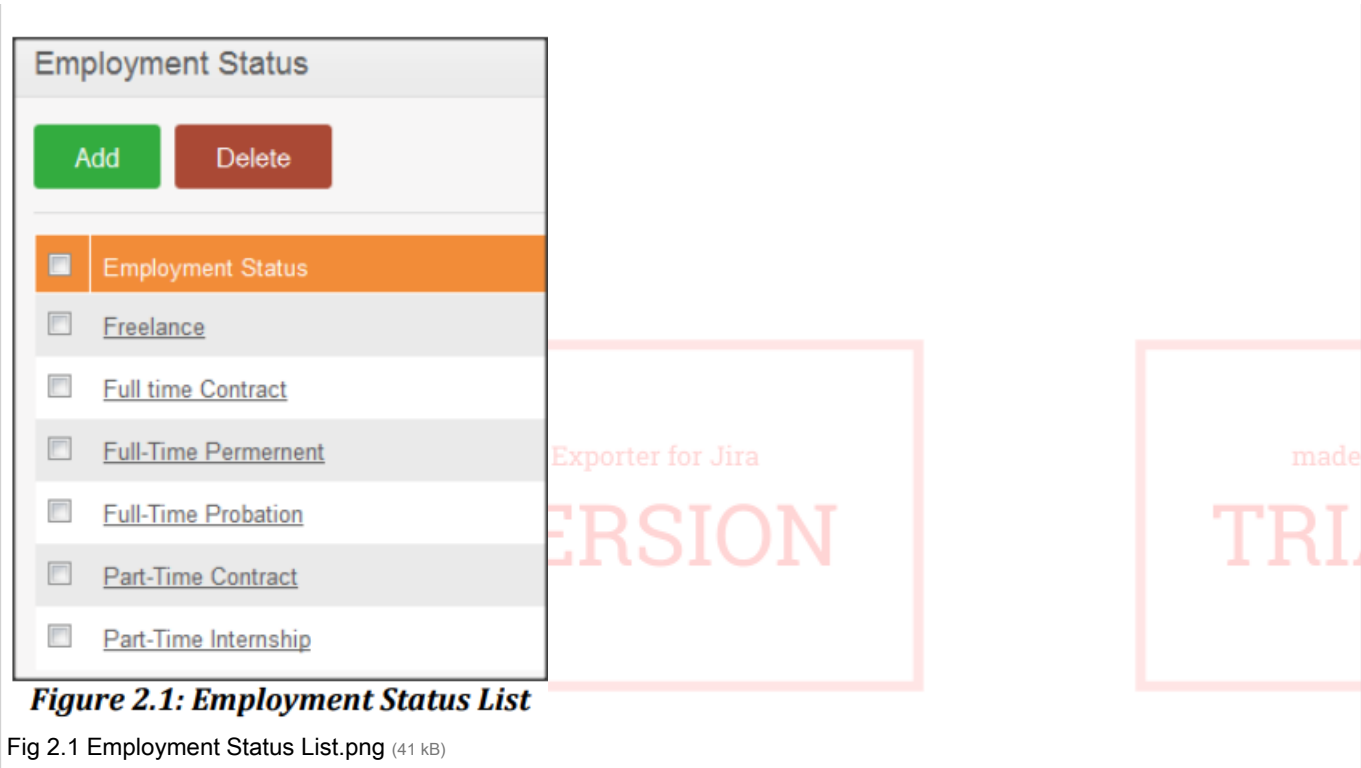 Employment Status
Add
Delete
Employment Status
Freelance
Full time Contract
Full-Time Permernent
Full-Time Probation
Part-Time Contract
Part-Time Internship
Exporter for Jira
made
Figure 2.1: Employment Status List
Fig 2.1 Employment Status List.png (41 kB)